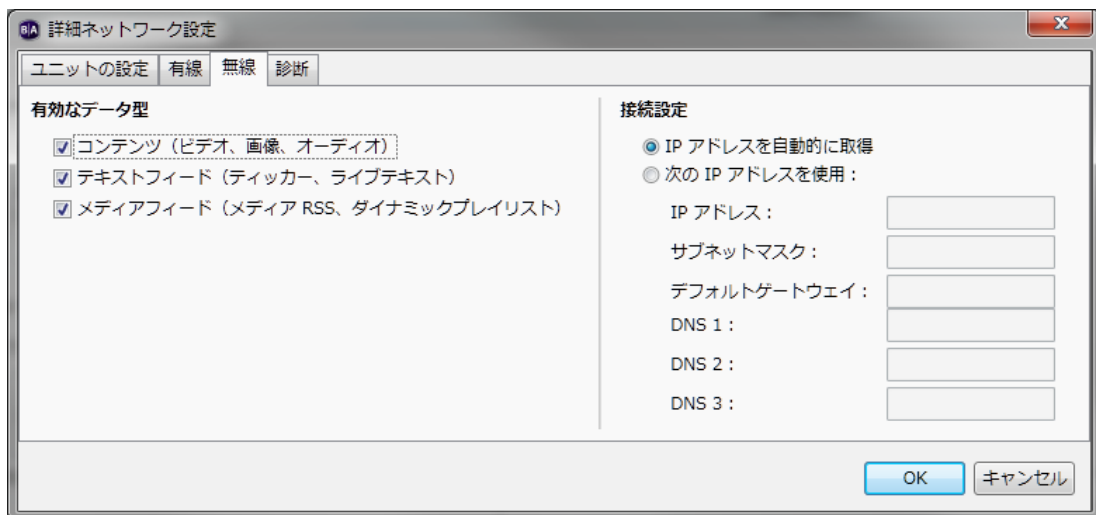 B|A 詳細ネットワーク設定
ユニットの設定 有線 無線 診断
有効なデータ型
コンテンツ（ビデオ、画像、オーディオ）
テキストフィード（ティッカー、ライブテキスト）
メディアフィード（メディア RSS、ダイナミックプレイリスト）
接続設定
IP アドレスを自動的に取得
次の IP アドレスを使用：
IP アドレス：
サブネットマスク：
デフォルトゲートウェイ：
DNS 1：
DNS 2：
DNS 3：
OK キャンセル